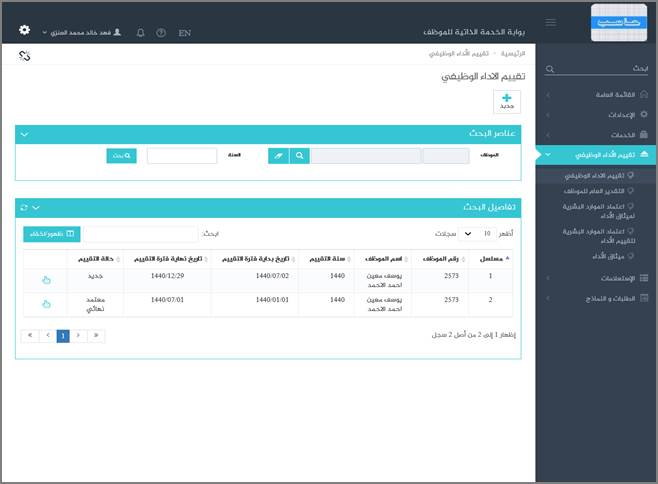 حاسب
بوابة الخدمة الذاتية للموظف
EN
فهد خالد محمد العنزي
ابحث
القائمة العامة
الإعدادات
الخدمات
تقييم الأداء الوظيفي
تقييم الاداء الوظيفي
التقدير العام للموظف
اعتماد الموارد البشرية
لميثاق الأداء
اعتماد الموارد البشرية
لتقييم الأداء
ميثاق الأداء
الإستعلامات
الطلبات و النماذج
الرئيسية - تقييم الأداء الوظيفي
تقييم الاداء الوظيفي
جديد
عناصر البحث
الموظف
السنة
بحث
تفاصيل البحث
أظهر 10 سجلات
ابحث:
ظهور/اخفاء
مسلسل رقم الموظف اسم الموظف سنة التقييم تاريخ بداية فترة التقييم تاريخ نهاية فترة التقييم حالة التقييم
1 2573 يوسف معين احمد الاحمد 1440 1440/07/02 1440/12/29 جديد
2 2573 يوسف معين احمد الاحمد 1440 1440/01/01 1440/07/01 معتمد نهائي
إظهار 1 إلى 2 من أصل 2 سجل
« ‹ 1 › »